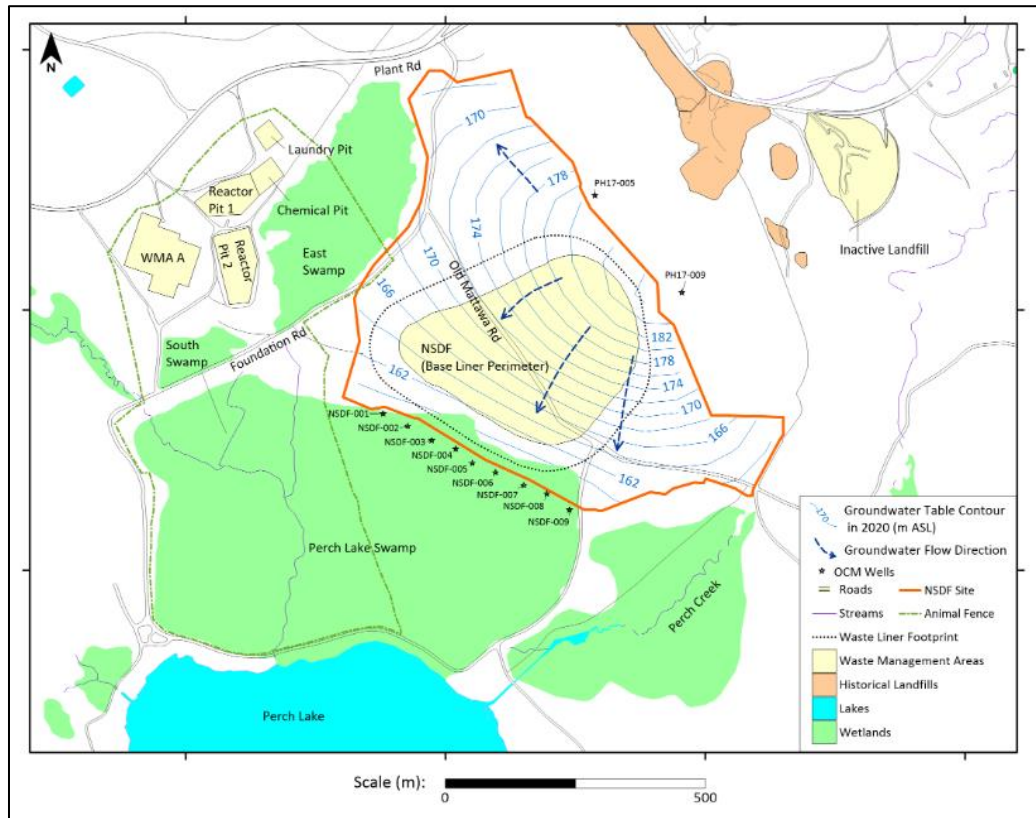 N
Plant Rd
Laundry Pit
Reactor
Pit 1
Chemical Pit
WMA A
Reactor
Pit 2
East
Swamp
South
Swamp
Foundation Rd
Old Mattawa Rd
170
178
174
170
166
162
PH17-005
PH17-009
Inactive Landfill
182
178
174
170
166
162
NSDF
(Base Liner Perimeter)
NSDF-001
NSDF-002
NSDF-003
NSDF-004
NSDF-005
NSDF-006
NSDF-007
NSDF-008
NSDF-009
Perch Lake Swamp
Perch Creek
Perch Lake
170 Groundwater Table Contour
in 2020 (m ASL)
Groundwater Flow Direction
OCM Wells
Roads
NSDF Site
Streams
Animal Fence
Waste Liner Footprint
Waste Management Areas
Historical Landfills
Lakes
Wetlands
Scale (m):
0
500